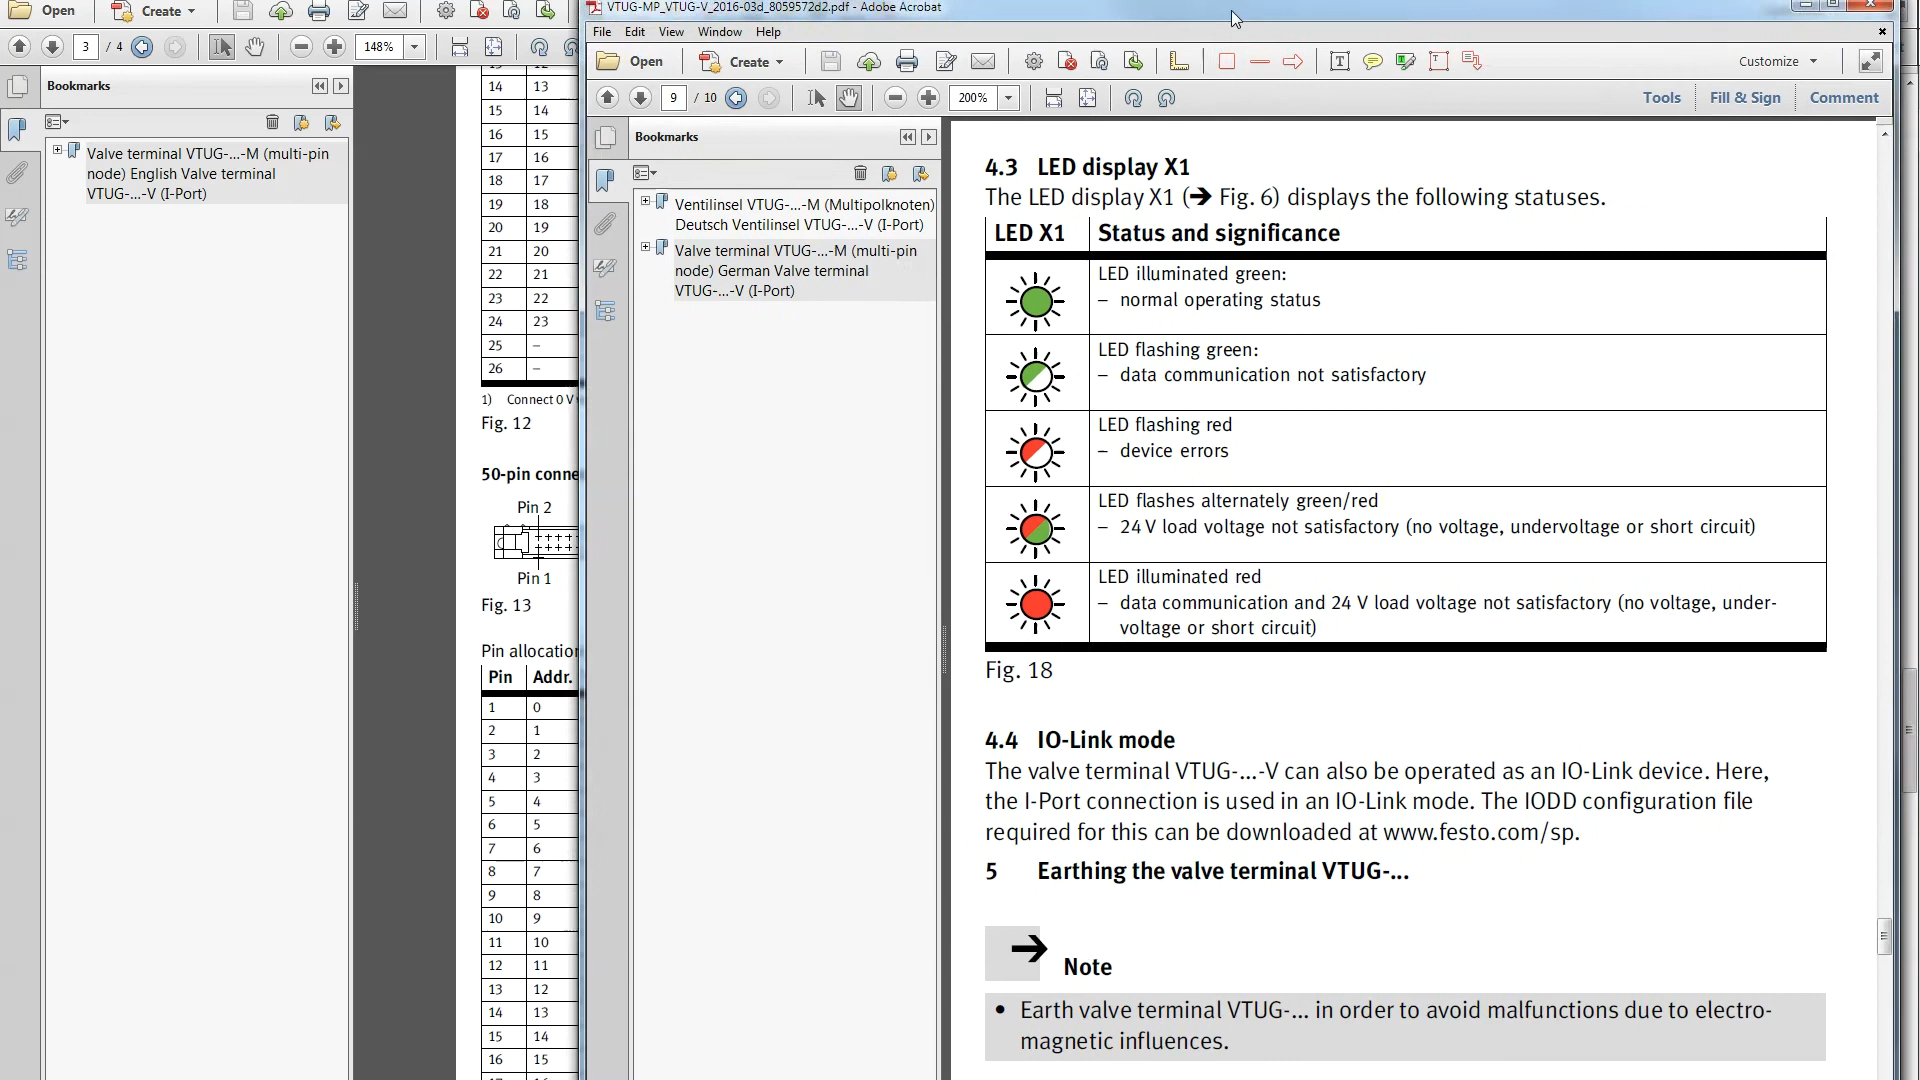 Open
Create
3
/ 4
148%
Bookmarks
Valve terminal VTUG-...-M (multi-pin
node) English Valve terminal
VTUG-...-V (I-Port)
14 13
15 14
16 15
17 16
18 17
19 18
20 19
21 20
22 21
23 22
24 23
25 –
26 –
1) Connect 0 V
Fig. 12
50-pin conne
Pin 2
Pin 1
Fig. 13
Pin allocation
Pin Addr.
1 0
2 1
3 2
4 3
5 4
6 5
7 6
8 7
9 8
10 9
11 10
12 11
13 12
14 13
15 14
16 15
VTUG-MP_VTUG-V_2016-03d_8059572d2.pdf - Adobe Acrobat
File Edit View Window Help
Open
Create
Customize
9
/ 10
200%
Tools
Fill & Sign
Comment
Bookmarks
Ventilinsel VTUG-...-M (Multipolknoten)
Deutsch Ventilinsel VTUG-...-V (I-Port)
Valve terminal VTUG-...-M (multi-pin
node) German Valve terminal
VTUG-...-V (I-Port)
4.3 LED display X1
The LED display X1 (➔ Fig. 6) displays the following statuses.
LED X1 Status and significance
LED illuminated green:
– normal operating status
LED flashing green:
– data communication not satisfactory
LED flashing red
– device errors
LED flashes alternately green/red
– 24 V load voltage not satisfactory (no voltage, undervoltage or short circuit)
LED illuminated red
– data communication and 24 V load voltage not satisfactory (no voltage, under-
voltage or short circuit)
Fig. 18
4.4 IO-Link mode
The valve terminal VTUG-...-V can also be operated as an IO-Link device. Here,
the I-Port connection is used in an IO-Link mode. The IODD configuration file
required for this can be downloaded at www.festo.com/sp.
5 Earthing the valve terminal VTUG-...
Note
• Earth valve terminal VTUG-... in order to avoid malfunctions due to electro-
magnetic influences.